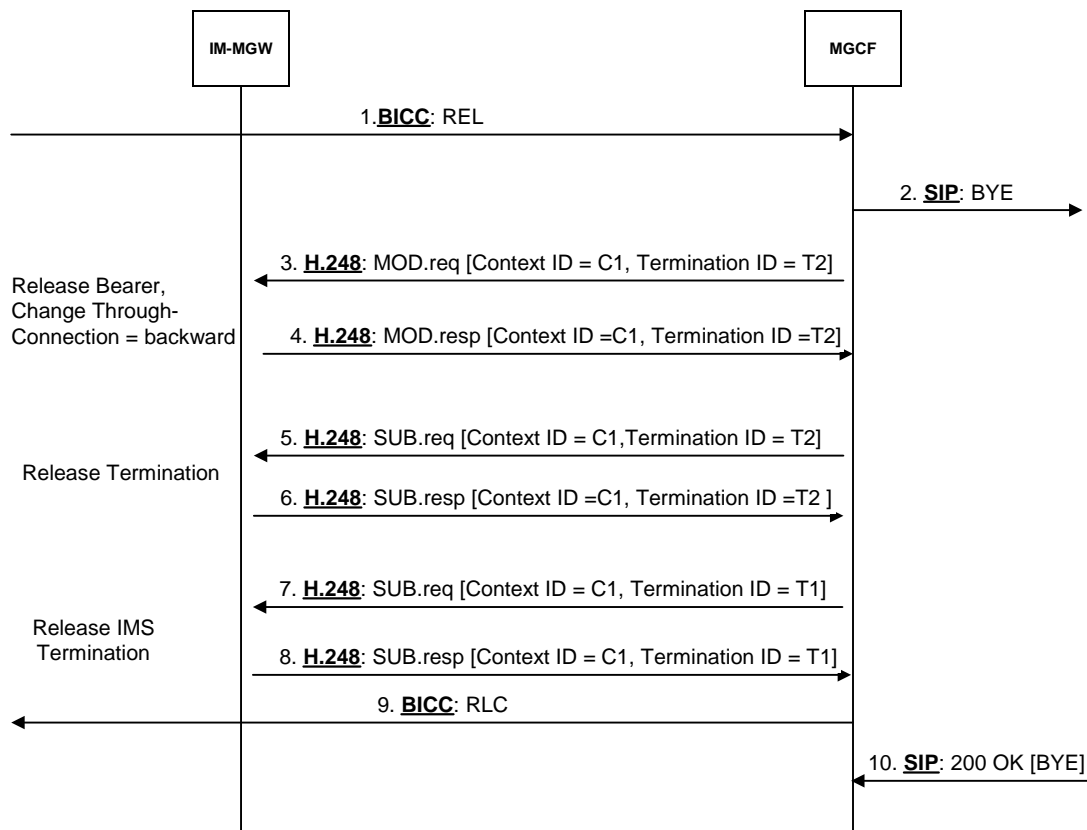 IM-MGW
MGCF
1.BICC: REL
2. SIP: BYE
3. H.248: MOD.req [Context ID = C1, Termination ID = T2]
Release Bearer,
Change Through-
Connection = backward
4. H.248: MOD.resp [Context ID =C1, Termination ID =T2]
5. H.248: SUB.req [Context ID = C1,Termination ID = T2]
Release Termination
6. H.248: SUB.resp [Context ID =C1, Termination ID =T2 ]
7. H.248: SUB.req [Context ID = C1, Termination ID = T1]
Release IMS
Termination
8. H.248: SUB.resp [Context ID = C1, Termination ID = T1]
9. BICC: RLC
10. SIP: 200 OK [BYE]